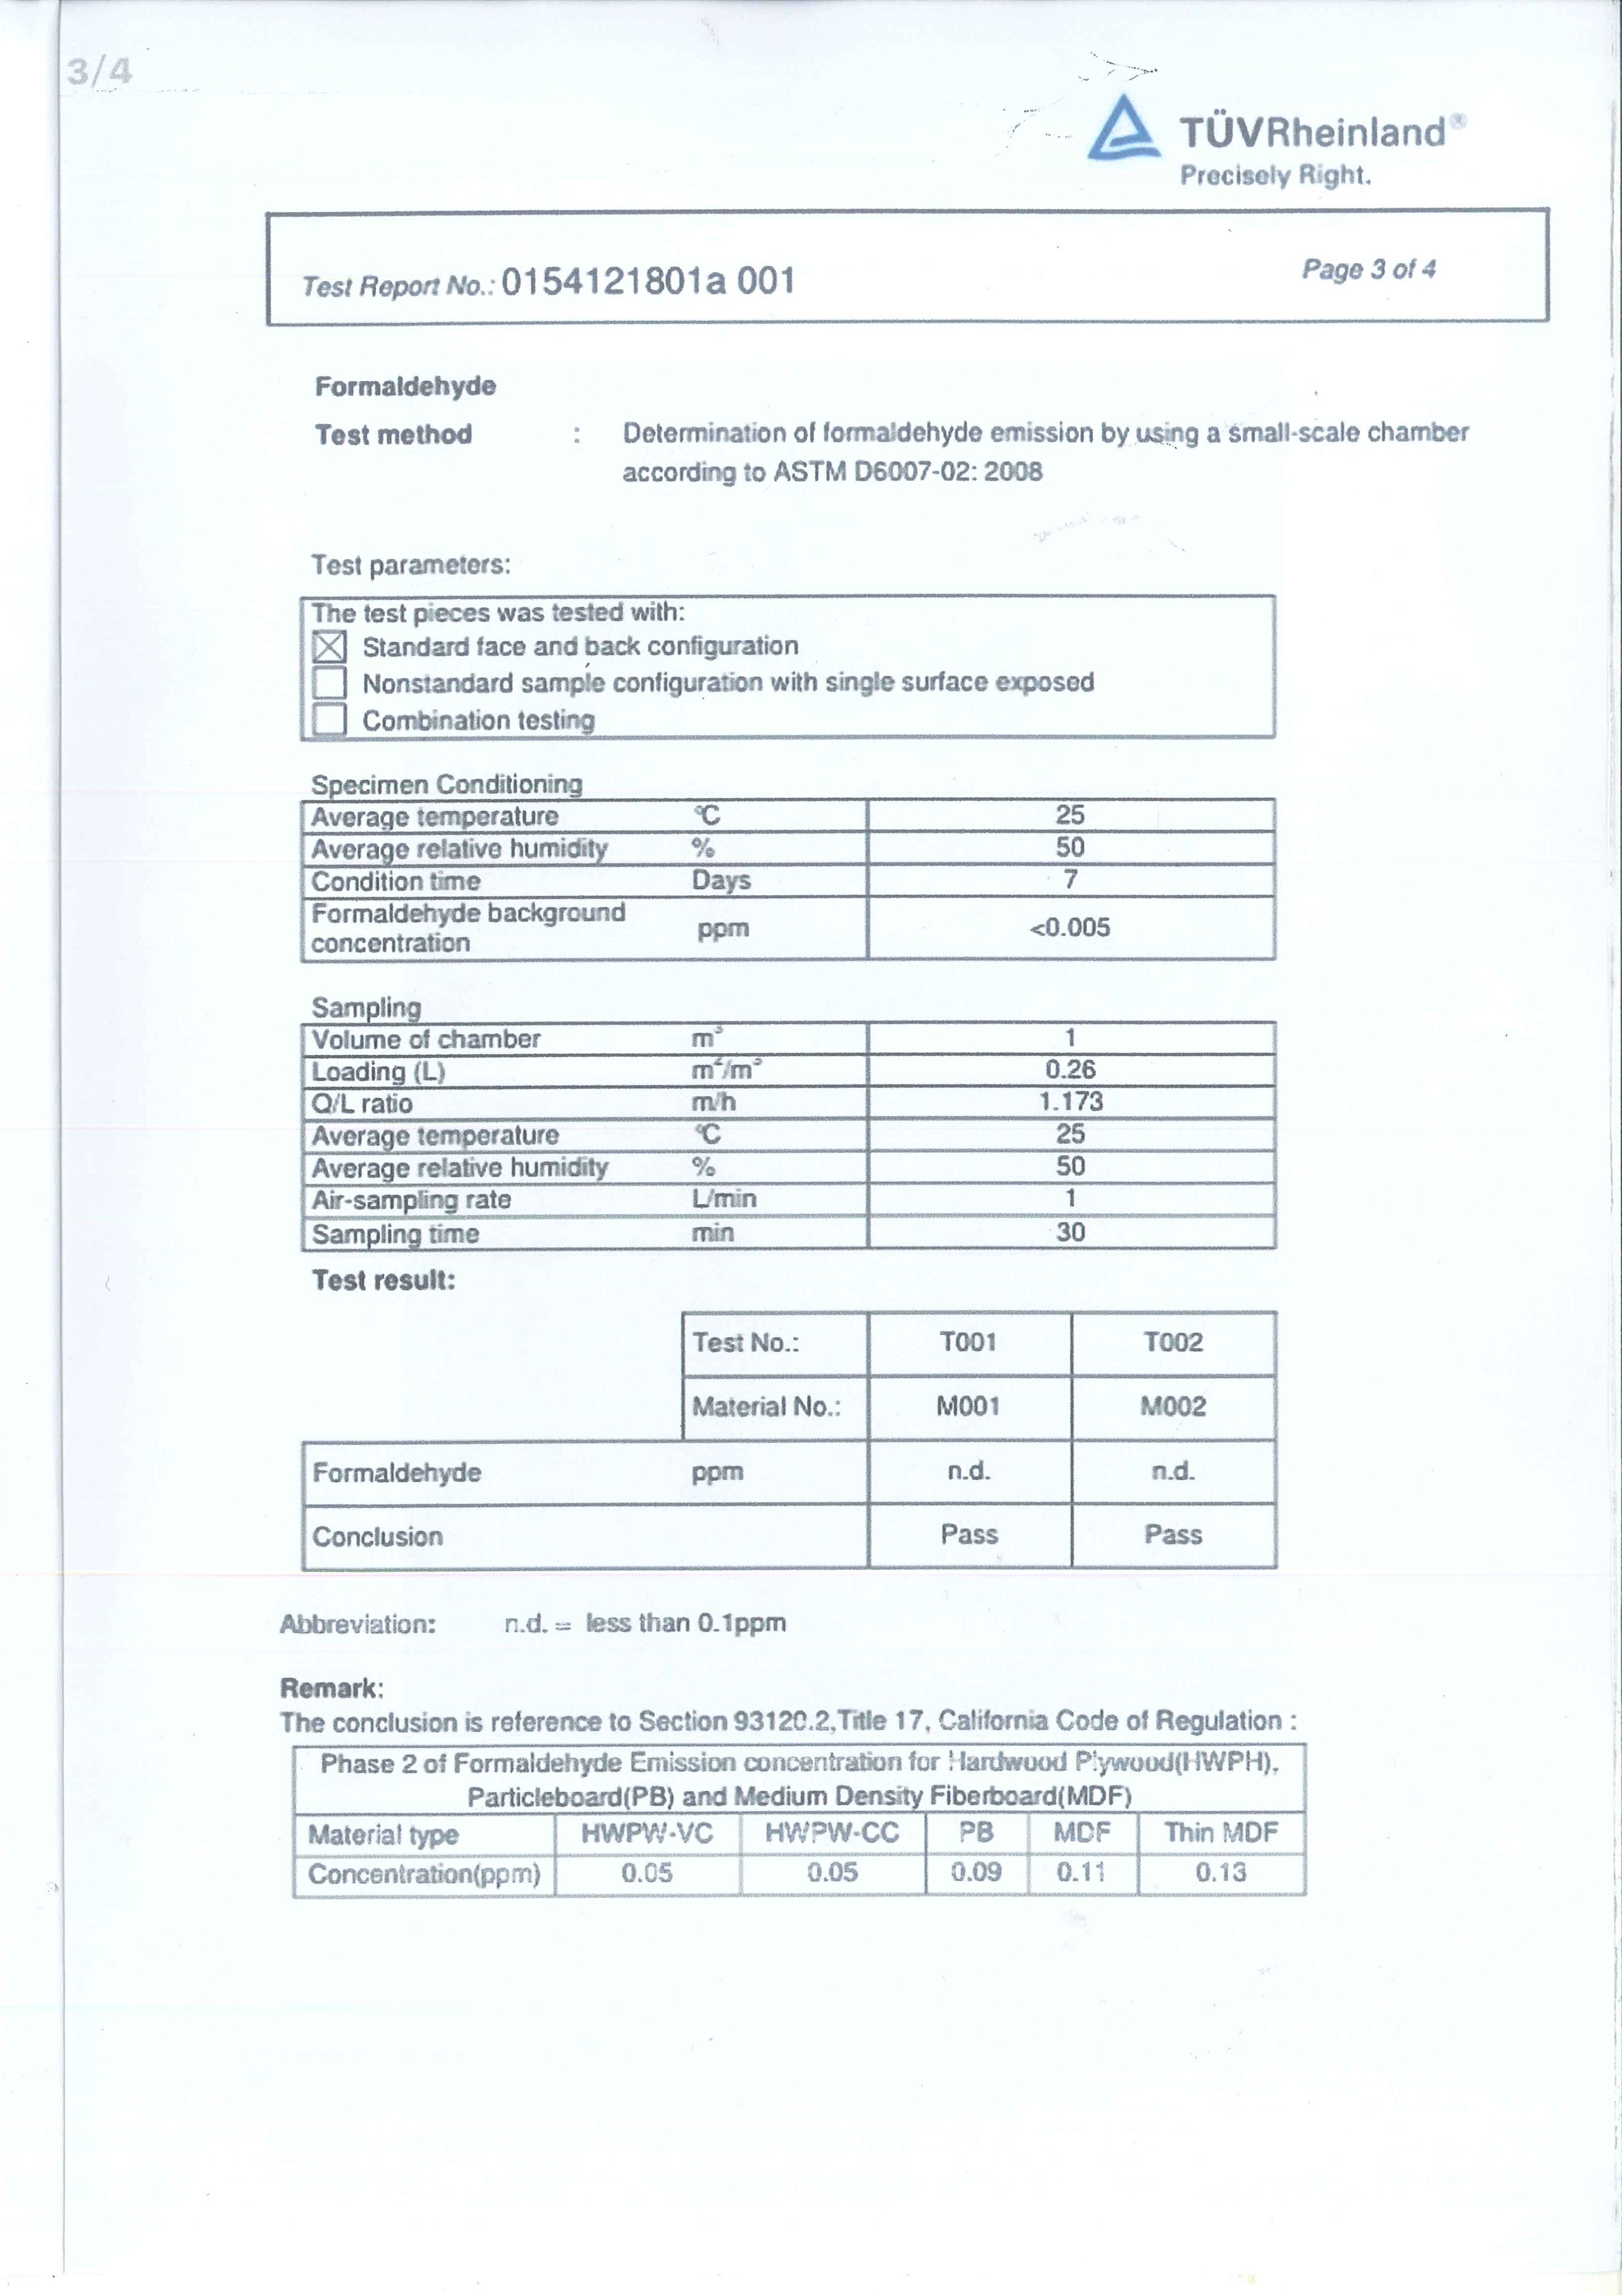 3/4
TÜVRheinland®
Precisely Right.
Test Report No.: 0154121801a 001
Page 3 of 4
Formaldehyde
Test method : Determination of formaldehyde emission by using a small-scale chamber
according to ASTM D6007-02: 2008
Test parameters:
The test pieces was tested with:
☒ Standard face and back configuration
☐ Nonstandard sample configuration with single surface exposed
☐ Combination testing
Specimen Conditioning
Average temperature °C 25
Average relative humidity % 50
Condition time Days 7
Formaldehyde background
concentration ppm <0.005
Sampling
Volume of chamber m³ 1
Loading (L) m²/m³ 0.26
Q/L ratio m/h 1.173
Average temperature °C 25
Average relative humidity % 50
Air-sampling rate L/min 1
Sampling time min 30
Test result:
Test No.: T001 T002
Material No.: M001 M002
Formaldehyde ppm n.d. n.d.
Conclusion Pass Pass
Abbreviation: n.d. = less than 0.1ppm
Remark:
The conclusion is reference to Section 93120.2,Title 17, California Code of Regulation :
Phase 2 of Formaldehyde Emission concentration for Hardwood Plywood(HWPH),
Particleboard(PB) and Medium Density Fiberboard(MDF)
Material type HWPW-VC HWPW-CC PB MDF Thin MDF
Concentration(ppm) 0.05 0.05 0.09 0.11 0.13